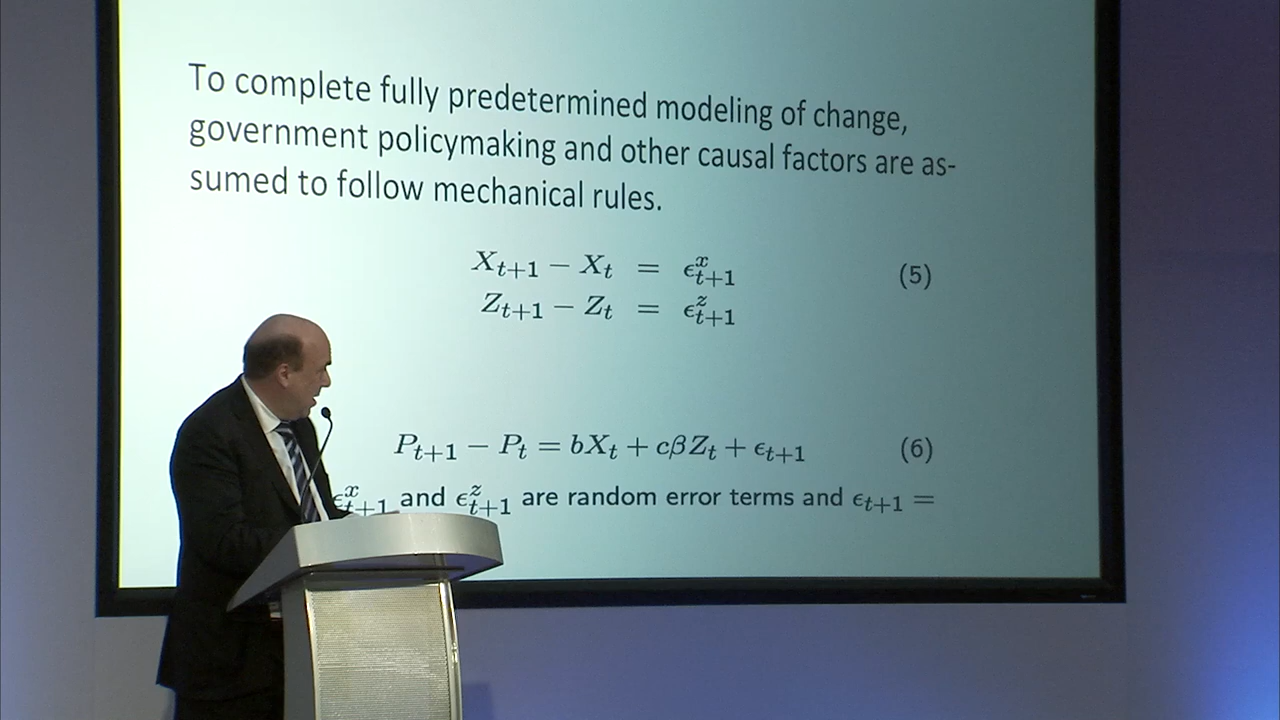 To complete fully predetermined modeling of change,
government policymaking and other causal factors are as-
sumed to follow mechanical rules.
X_{t+1} − X_t = ϵ^x_{t+1} (5)
Z_{t+1} − Z_t = ϵ^z_{t+1}
P_{t+1} − P_t = bX_t + cβZ_t + ϵ_{t+1} (6)
ϵ^x_{t+1} and ϵ^z_{t+1} are random error terms and ϵ_{t+1} =